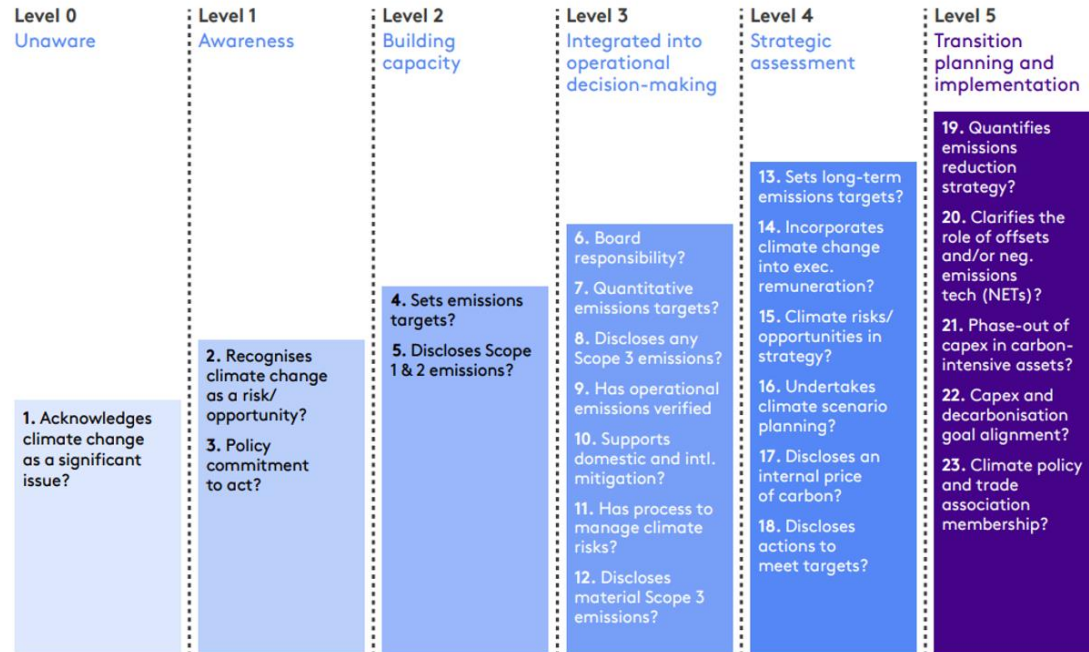 Level 0
Unaware
1. Acknowledges
climate change
as a significant
issue?
Level 1
Awareness
2. Recognises
climate change
as a risk/
opportunity?
3. Policy
commitment
to act?
Level 2
Building
capacity
4. Sets emissions
targets?
5. Discloses Scope
1 & 2 emissions?
Level 3
Integrated into
operational
decision-making
6. Board
responsibility?
7. Quantitative
emissions targets?
8. Discloses any
Scope 3 emissions?
9. Has operational
emissions verified
10. Supports
domestic and intl.
mitigation?
11. Has process to
manage climate
risks?
12. Discloses
material Scope 3
emissions?
Level 4
Strategic
assessment
13. Sets long-term
emissions targets?
14. Incorporates
climate change
into exec.
remuneration?
15. Climate risks/
opportunities in
strategy?
16. Undertakes
climate scenario
planning?
17. Discloses an
internal price
of carbon?
18. Discloses
actions to
meet targets?
Level 5
Transition
planning and
implementation
19. Quantifies
emissions
reduction
strategy?
20. Clarifies the
role of offsets
and/or neg.
emissions
tech (NETs)?
21. Phase-out of
capex in carbon-
intensive assets?
22. Capex and
decarbonisation
goal alignment?
23. Climate policy
and trade
association
membership?